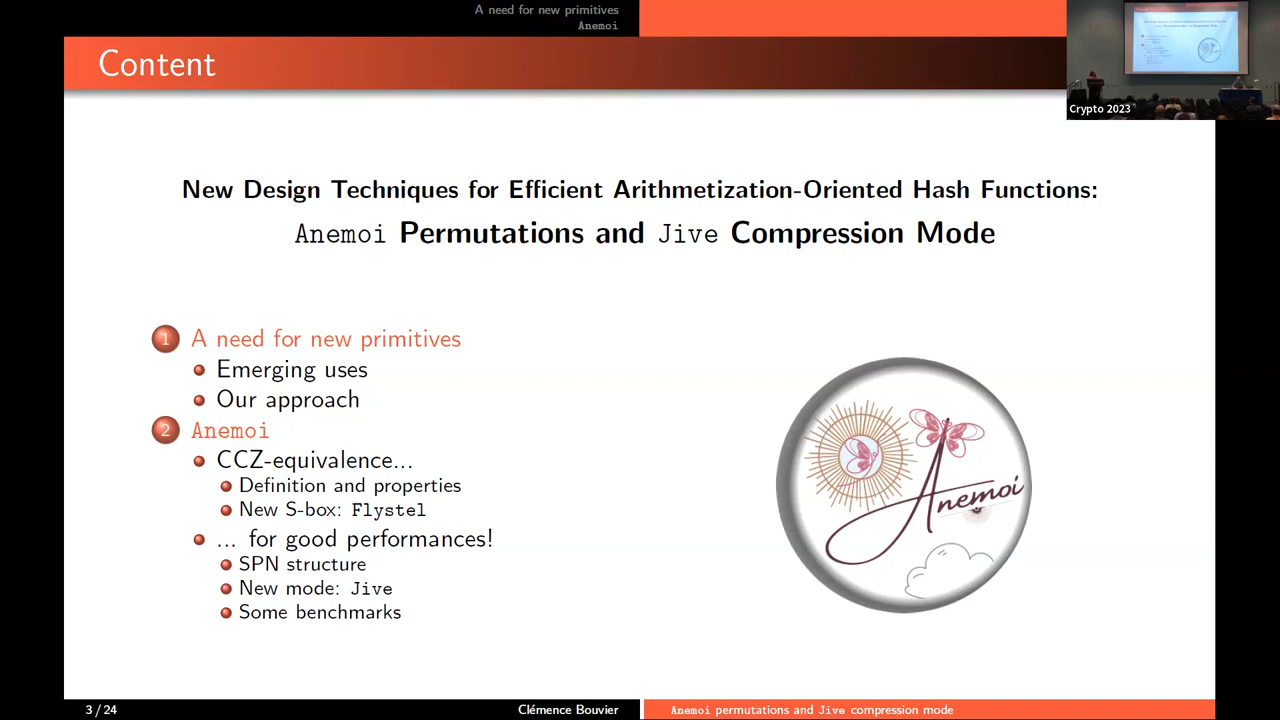 A need for new primitives
Anemoi
Content
Crypto 2023
New Design Techniques for Efficient Arithmetization-Oriented Hash Functions:
Anemoi Permutations and Jive Compression Mode
1 A need for new primitives
Emerging uses
Our approach
2 Anemoi
CCZ-equivalence...
Definition and properties
New S-box: Flystel
... for good performances!
SPN structure
New mode: Jive
Some benchmarks
Anemoi
3 / 24
Clémence Bouvier
Anemoi permutations and Jive compression mode